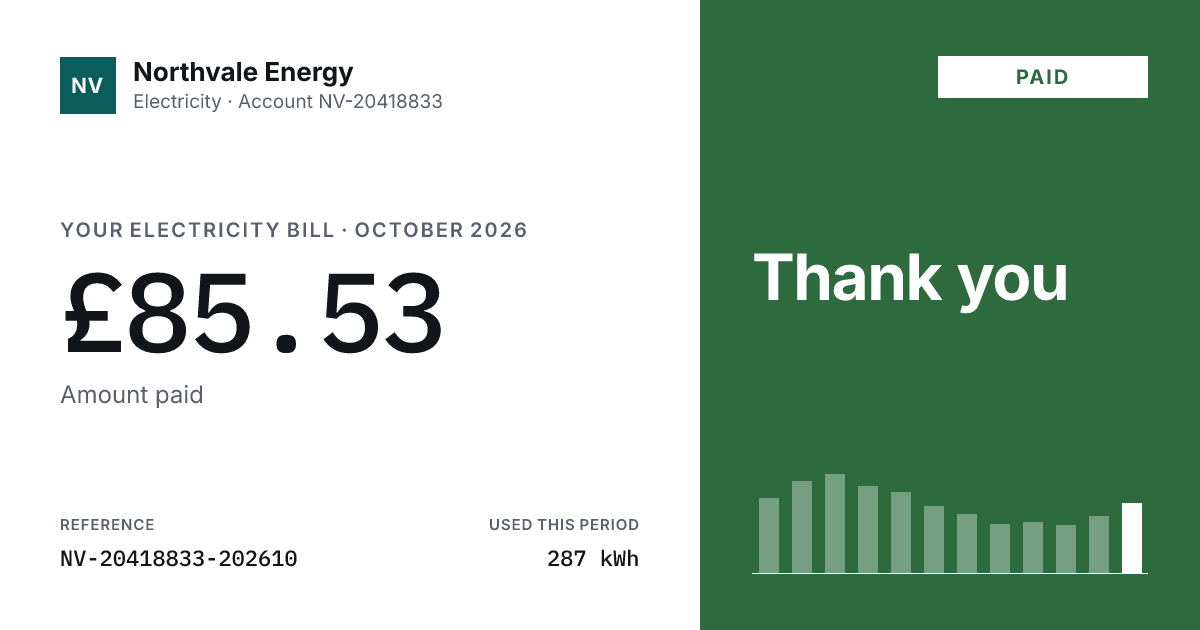 NV
Northvale Energy
Electricity · Account NV-20418833
YOUR ELECTRICITY BILL · OCTOBER 2026
£85.53
Amount paid
REFERENCE
NV-20418833-202610
USED THIS PERIOD
287 kWh
PAID
Thank you